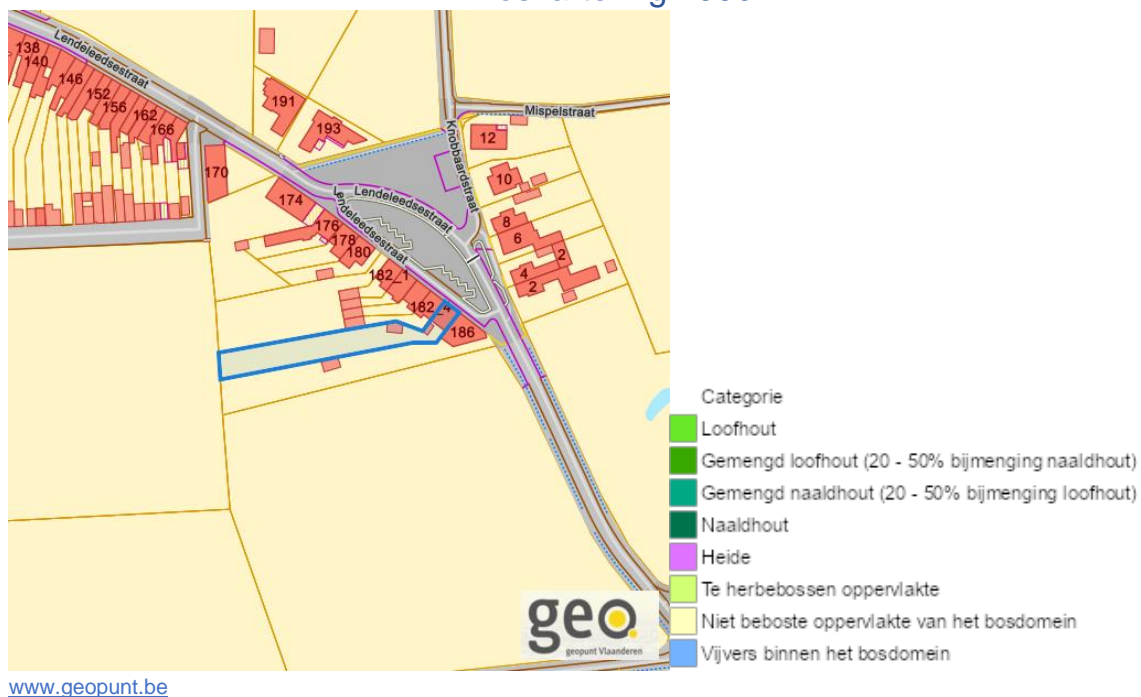 Lendeleedsestraat
138
140
146
152
156
162
166
170
191
193
Mispelstraat
Knobbaardstraat
12
10
174
Lendeleedsestraat
Lendeleedsestraat
176
178
180
8
6
2
4
2
182_1
182_4
186
Categorie
Loofhout
Gemengd loofhout (20 - 50% bijmenging naaldhout)
Gemengd naaldhout (20 - 50% bijmenging loofhout)
Naaldhout
Heide
Te herbebossen oppervlakte
Niet beboste oppervlakte van het bosdomein
Vijvers binnen het bosdomein
geo
geopunt Vlaanderen
www.geopunt.be